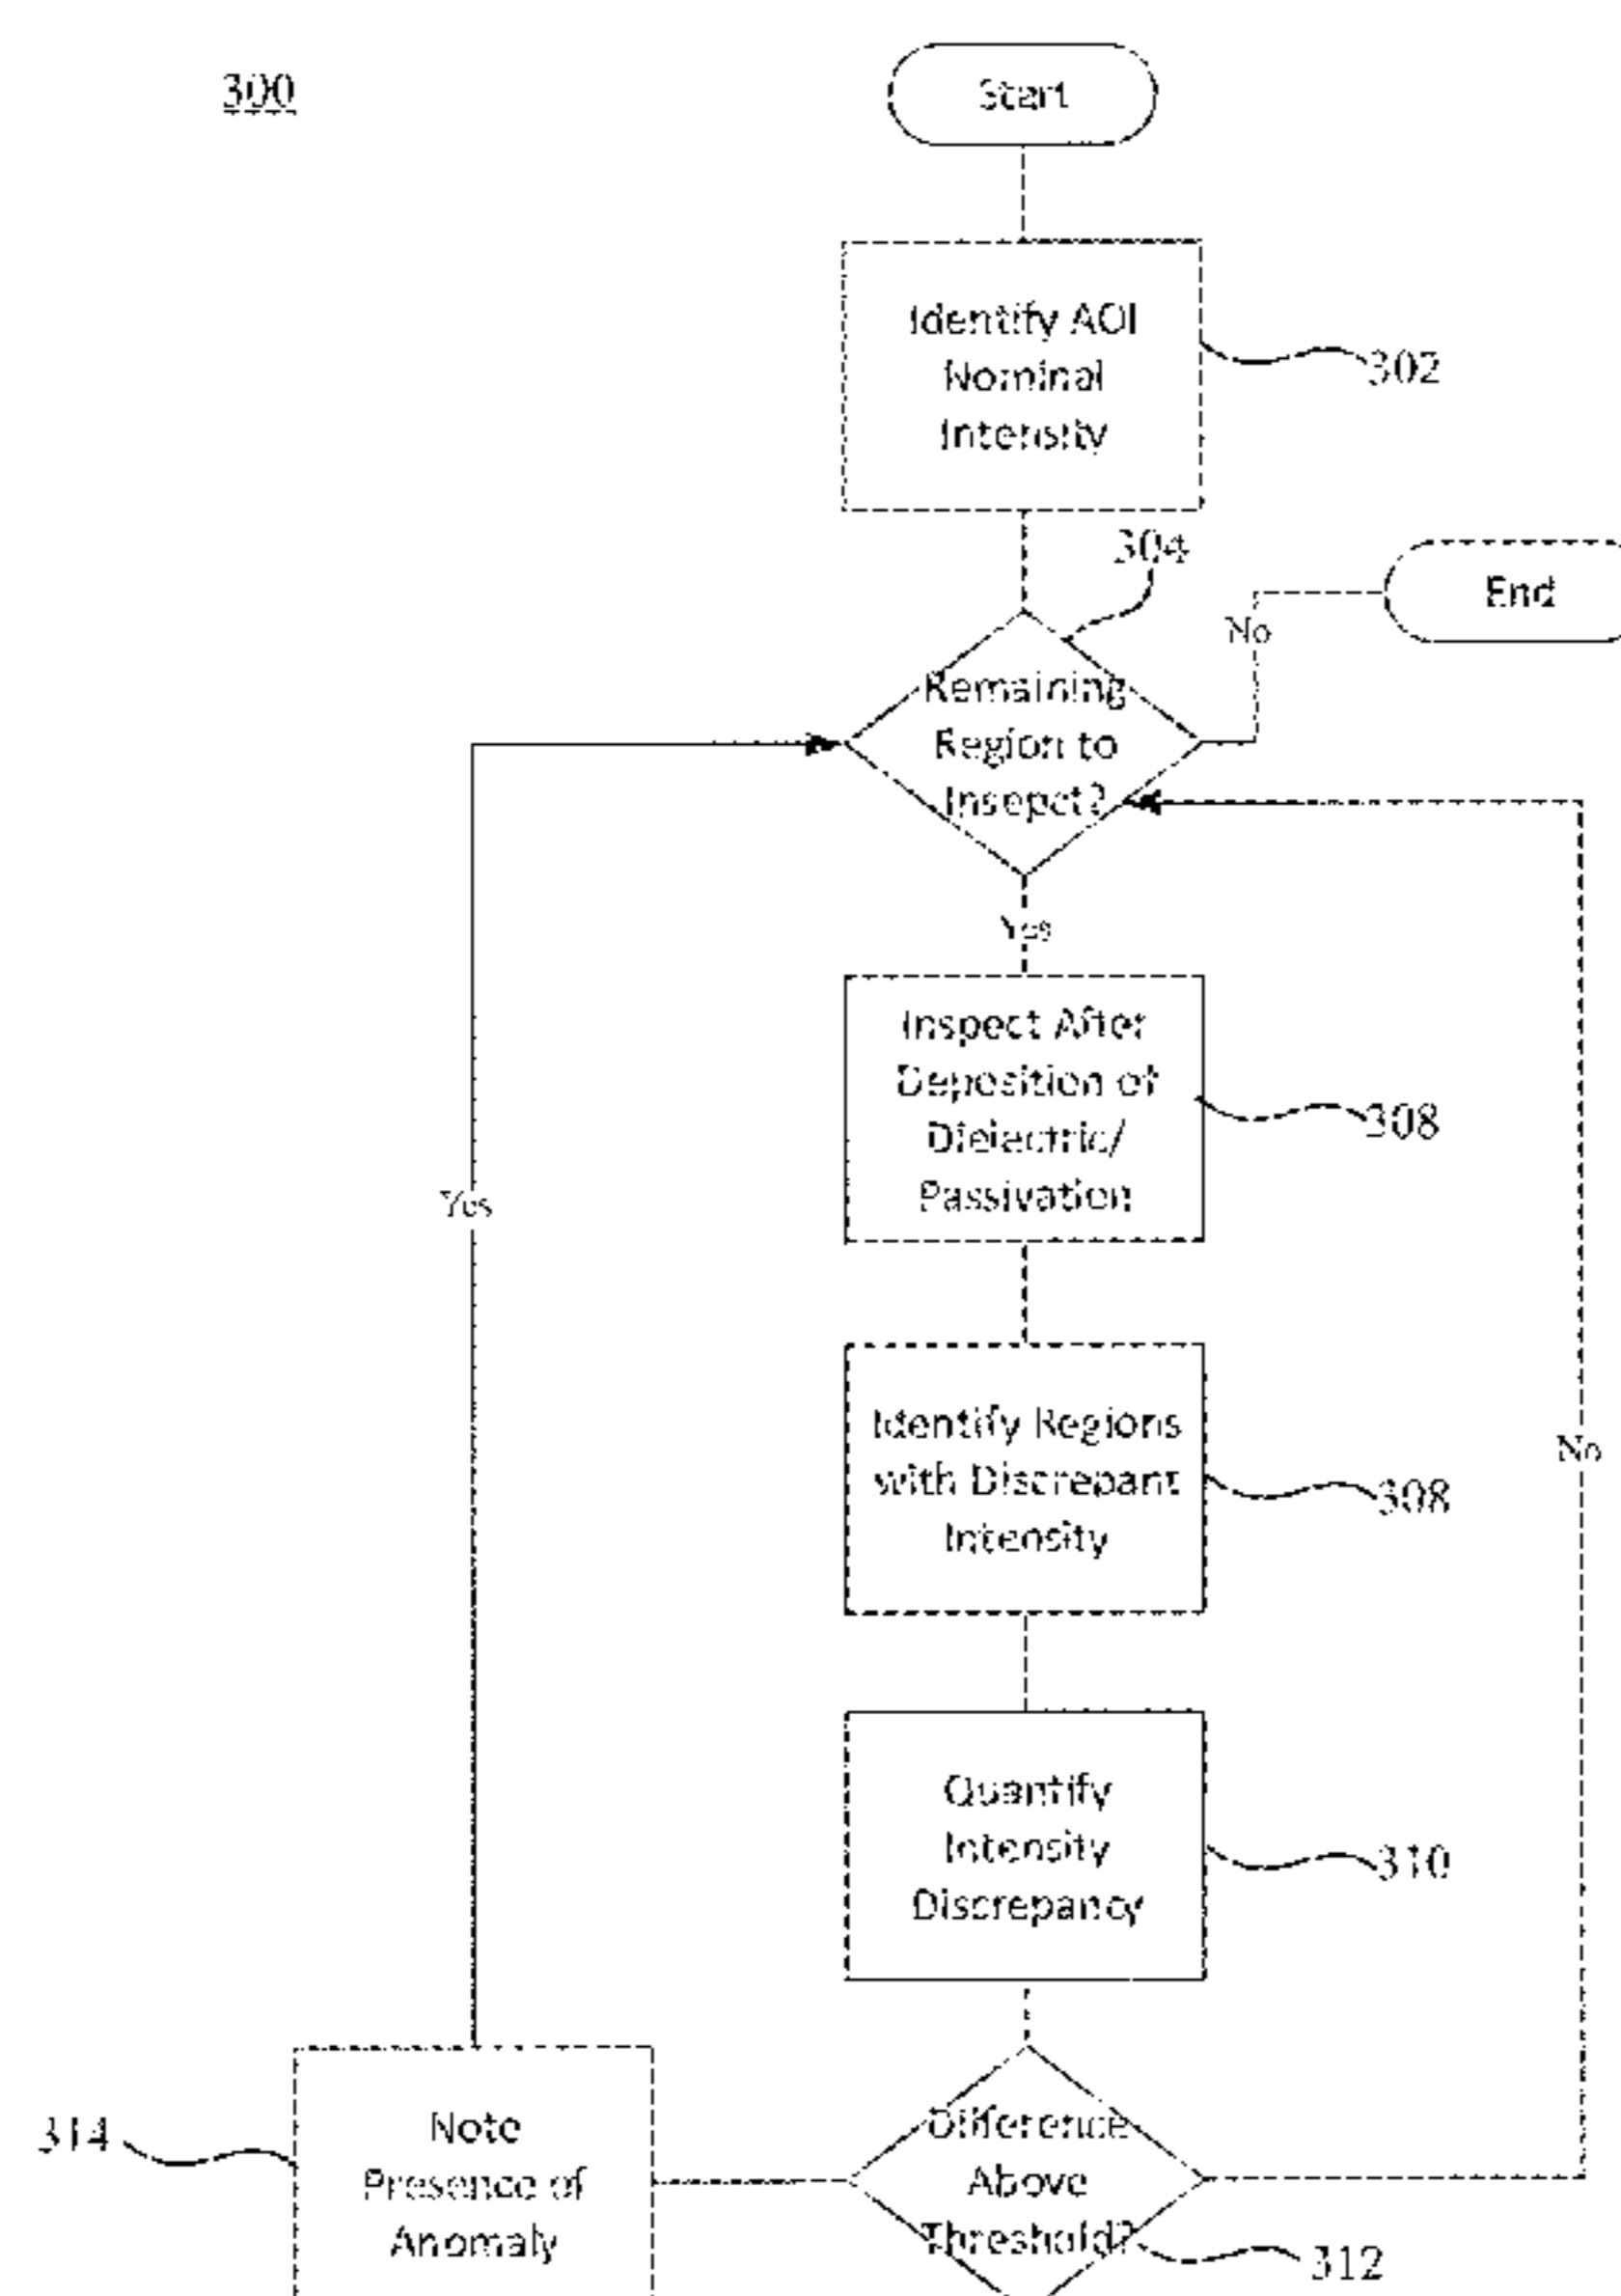 300
Start
Identify AOI
Nominal
Intensity
302
304
End
No
Remaining
Region to
Insepct?
Yes
Inspect After
Deposition of
Dielectric/
Passivation
308
Yes
Identify Regions
with Discrepant
Intensity
308
No
Quantify
Intensity
Discrepancy
310
314
Note
Presence of
Anomaly
Difference
Above
Threshold?
312